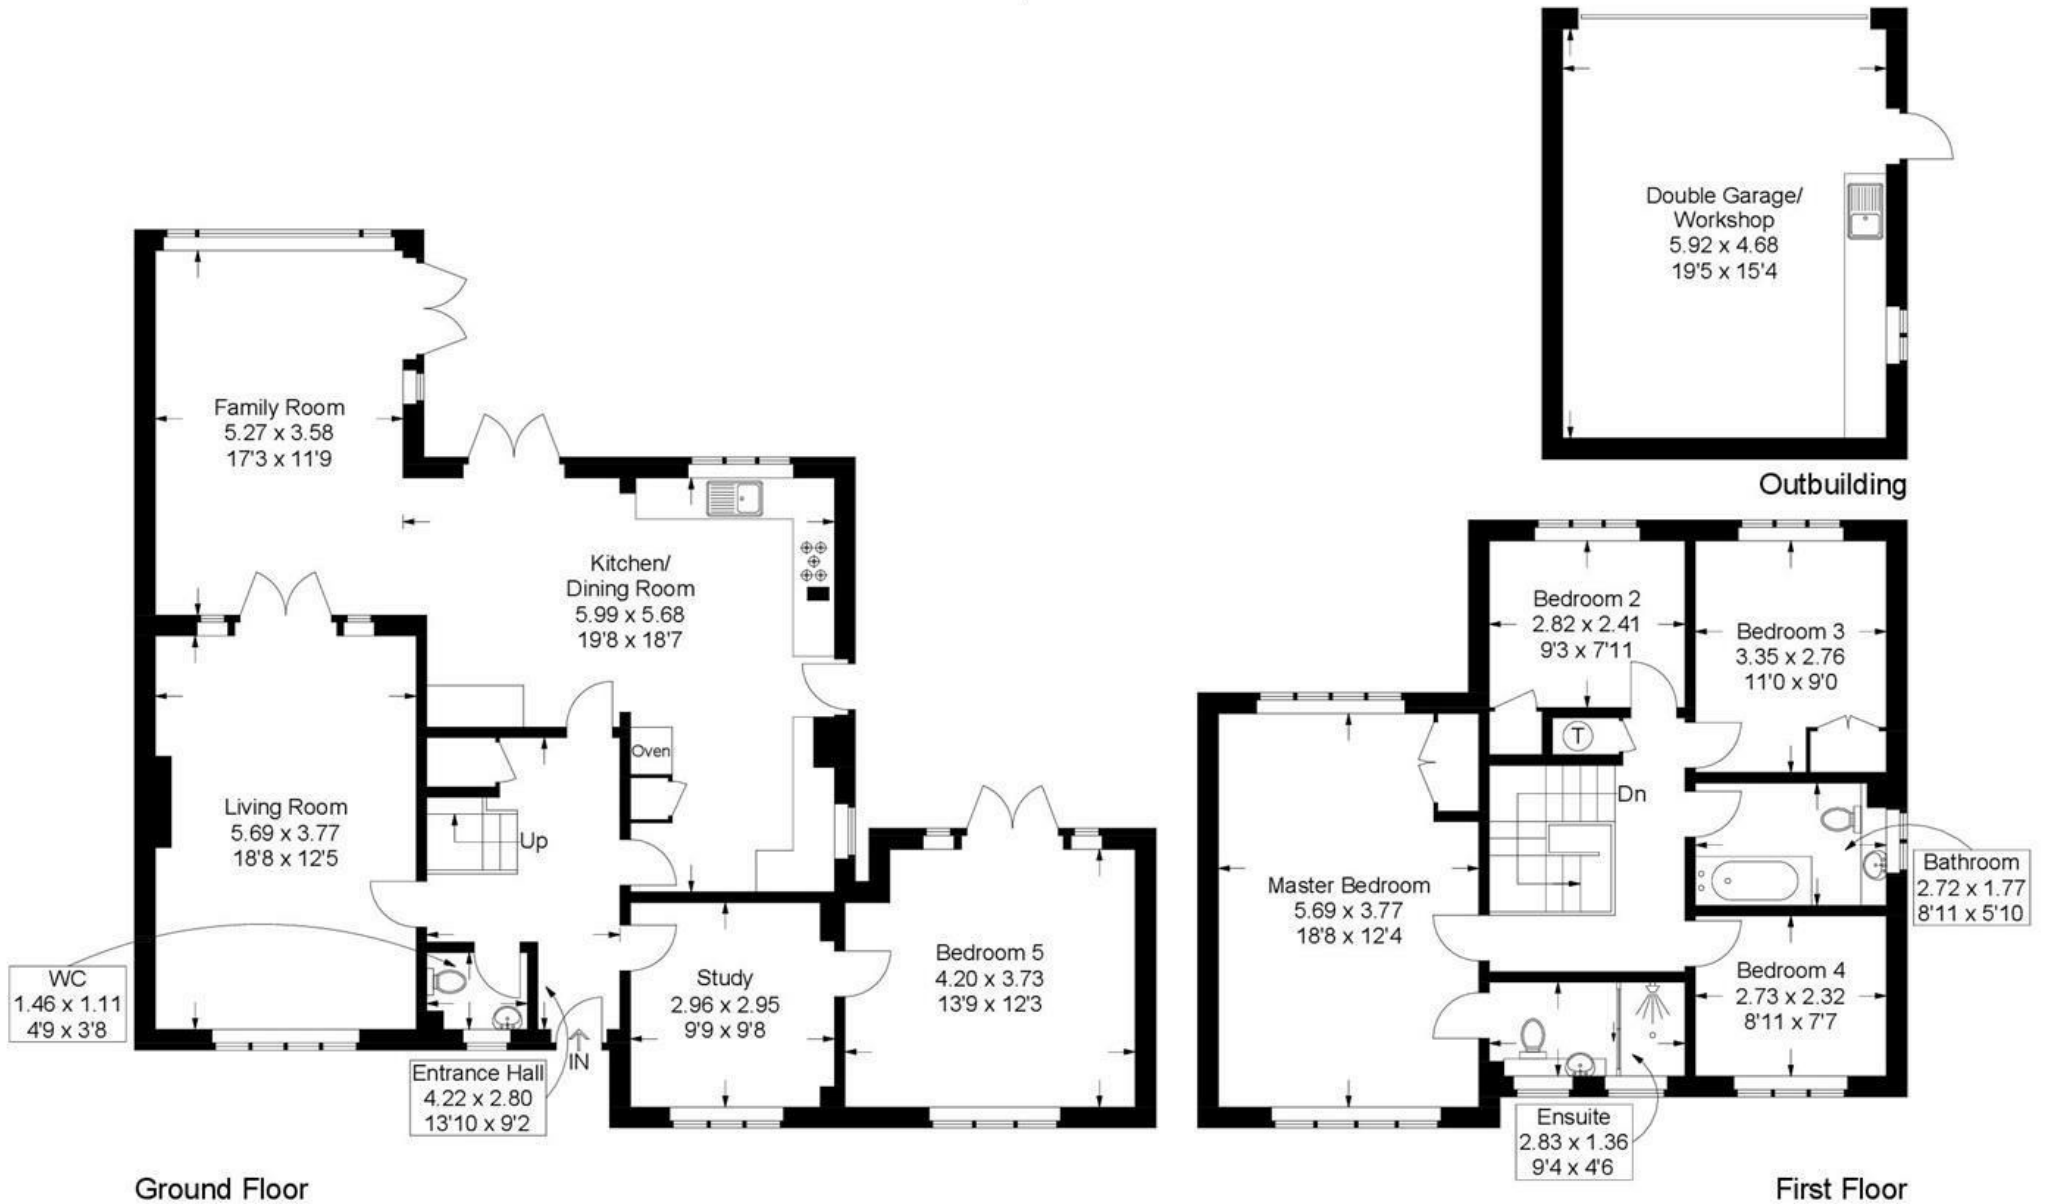 Double Garage/
Workshop
5.92 x 4.68
19'5 x 15'4
Outbuilding
Family Room
5.27 x 3.58
17'3 x 11'9
Kitchen/
Dining Room
5.99 x 5.68
19'8 x 18'7
Oven
Living Room
5.69 x 3.77
18'8 x 12'5
Up
WC
1.46 x 1.11
4'9 x 3'8
Entrance Hall
4.22 x 2.80
13'10 x 9'2
IN
Study
2.96 x 2.95
9'9 x 9'8
Bedroom 5
4.20 x 3.73
13'9 x 12'3
Ground Floor
Bedroom 2
2.82 x 2.41
9'3 x 7'11
Bedroom 3
3.35 x 2.76
11'0 x 9'0
T
Dn
Master Bedroom
5.69 x 3.77
18'8 x 12'4
Bathroom
2.72 x 1.77
8'11 x 5'10
Bedroom 4
2.73 x 2.32
8'11 x 7'7
Ensuite
2.83 x 1.36
9'4 x 4'6
First Floor